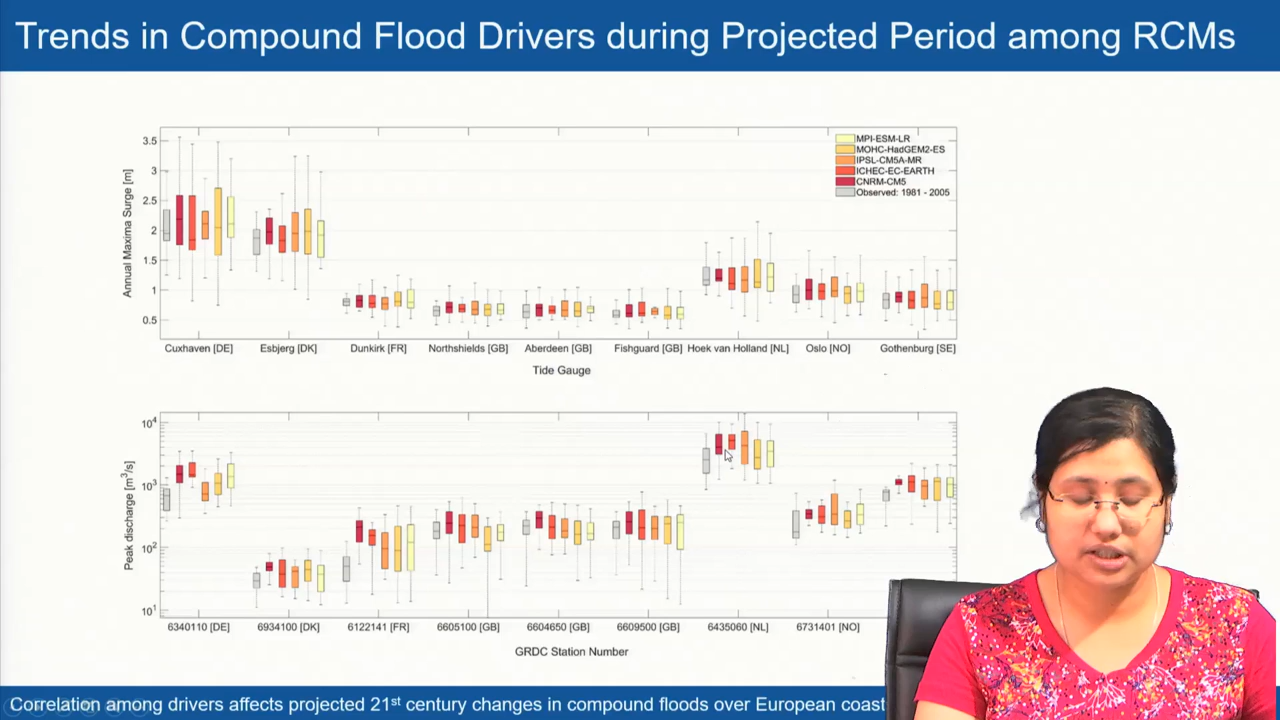 Trends in Compound Flood Drivers during Projected Period among RCMs
3.5
3
2.5
2
1.5
1
0.5
Annual Maxima Surge [m]
MPI-ESM-LR
MOHC-HadGEM2-ES
IPSL-CM5A-MR
ICHEC-EC-EARTH
CNRM-CM5
Observed: 1981 - 2005
Cuxhaven [DE] Esbjerg [DK] Dunkirk [FR] Northshields [GB] Aberdeen [GB] Fishguard [GB] Hoek van Holland [NL] Oslo [NO] Gothenburg [SE]
Tide Gauge
10⁴
10³
10²
10¹
Peak discharge [m³/s]
6340110 [DE] 6934100 [DK] 6122141 [FR] 6605100 [GB] 6604650 [GB] 6609500 [GB] 6435060 [NL] 6731401 [NO]
GRDC Station Number
Correlation among drivers affects projected 21st century changes in compound floods over European coast